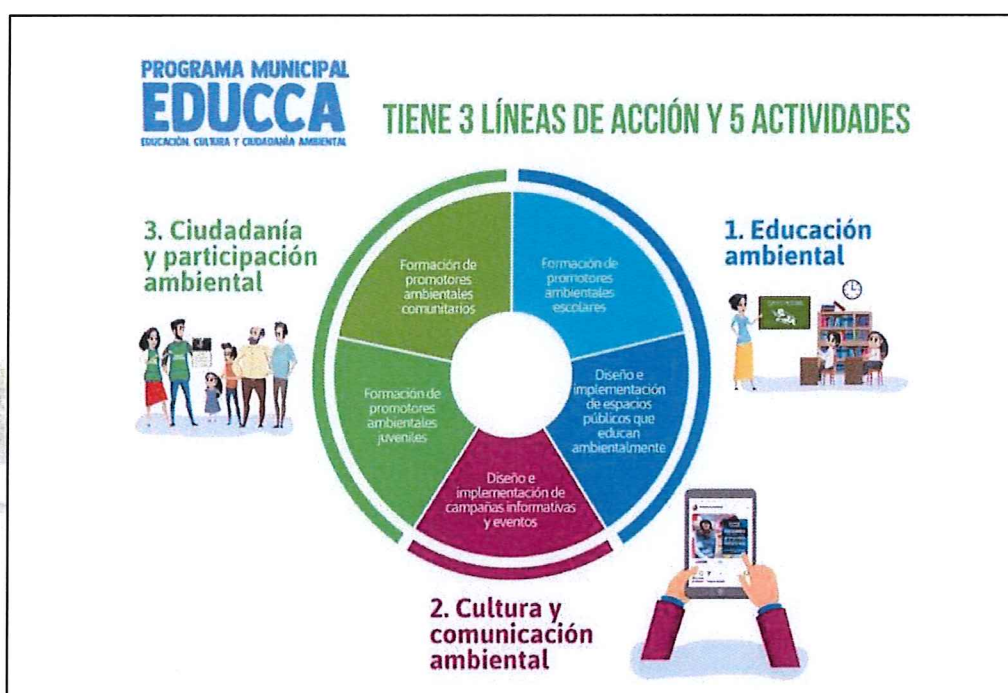 PROGRAMA MUNICIPAL
EDUCCA
EDUCACIÓN, CULTURA Y CIUDADANÍA AMBIENTAL
TIENE 3 LÍNEAS DE ACCIÓN Y 5 ACTIVIDADES
3. Ciudadanía
y participación
ambiental
1. Educación
ambiental
Formación de
promotores
ambientales
comunitarios
Formación de
promotores
ambientales
escolares
Formación de
promotores
ambientales
juveniles
Diseño e
implementación
de espacios
públicos que
educan
ambientalmente
Diseño e
implementación de
campañas informativas
y eventos
2. Cultura y
comunicación
ambiental